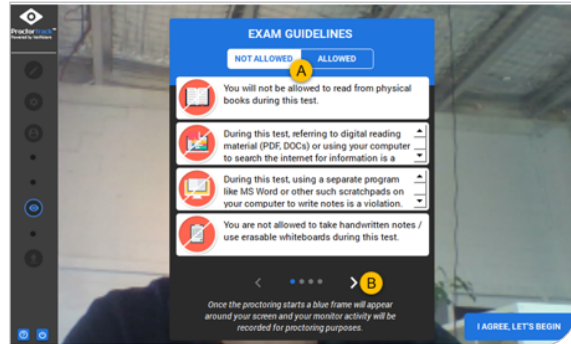 ProctorTrack™
Powered by Verificient
EXAM GUIDELINES
NOT ALLOWED
ALLOWED
A
You will not be allowed to read from physical
books during this test.
During this test, referring to digital reading
material (PDF, DOCs) or using your computer
to search the internet for information is a
During this test, using a separate program
like MS Word or other such scratchpads on
your computer to write notes is a violation.
You are not allowed to take handwritten notes /
use erasable whiteboards during this test.
B
Once the proctoring starts a blue frame will appear
around your screen and your monitor activity will be
recorded for proctoring purposes.
I AGREE, LET'S BEGIN